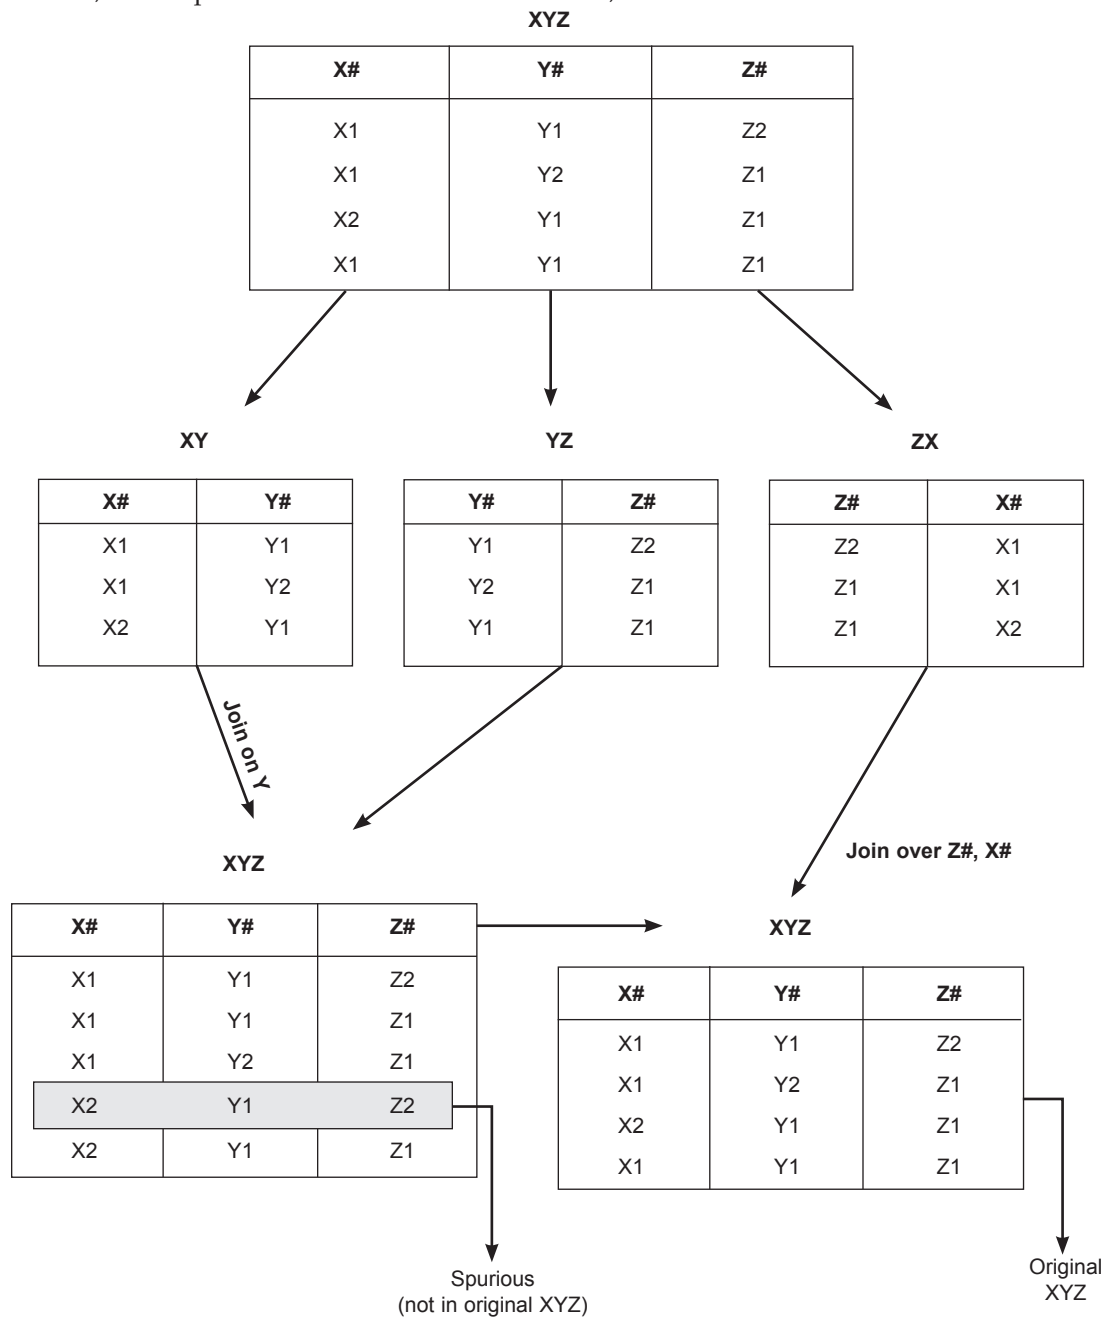 XYZ
X# Y# Z#
X1 Y1 Z2
X1 Y2 Z1
X2 Y1 Z1
X1 Y1 Z1
XY
X# Y#
X1 Y1
X1 Y2
X2 Y1
YZ
Y# Z#
Y1 Z2
Y2 Z1
Y1 Z1
ZX
Z# X#
Z2 X1
Z1 X1
Z1 X2
Join on Y
Join over Z#, X#
XYZ
X# Y# Z#
X1 Y1 Z2
X1 Y1 Z1
X1 Y2 Z1
X2 Y1 Z2
X2 Y1 Z1
XYZ
X# Y# Z#
X1 Y1 Z2
X1 Y2 Z1
X2 Y1 Z1
X1 Y1 Z1
Spurious
(not in original XYZ)
Original
XYZ